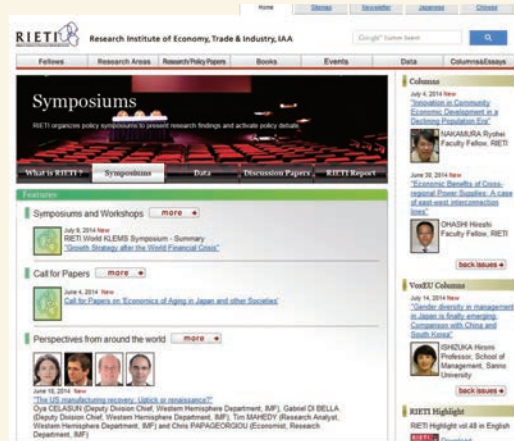 Home Sitemap Newsletter Japanese Chinese
RIETI Research Institute of Economy, Trade & Industry, IAA
Google™ Custom Search
Fellows Research Areas Research/Policy Papers Books Events Data Columns&Essays
Symposiums
RIETI organizes policy symposiums to present research findings and activate policy debate
What is RIETI ? Symposiums Data Discussion Papers RIETI Report
Features
Symposiums and Workshops more
July 9, 2014 New
RIETI World KLEMS Symposium - Summary
"Growth Strategy after the World Financial Crisis"
Call for Papers more
June 4, 2014 New
Call for Papers on 'Economics of Aging in Japan and other Societies'
Perspectives from around the world more
June 18, 2014 New
"The US manufacturing recovery: Uptick or renaissance?"
Oya CELASUN (Deputy Division Chief, Western Hemisphere Department, IMF), Gabriel DI BELLA
(Deputy Division Chief, Western Hemisphere Department, IMF), Tim MAHEDY (Research Analyst,
Western Hemisphere Department, IMF) and Chris PAPAGEORGIOU (Economist, Research
Department, IMF)
Columns
July 4, 2014 New
"Innovation in Community
Economic Development in a
Declining Population Era"
NAKAMURA Ryohei
Faculty Fellow, RIETI
June 30, 2014 New
"Economic Benefits of Cross-
regional Power Supplies: A case
of east-west interconnection
lines"
OHASHI Hiroshi
Faculty Fellow, RIETI
back issues
VoxEU Columns
July 14, 2014 New
"Gender diversity in management
in Japan is finally emerging:
Comparison with China and
South Korea"
ISHIZUKA Hiromi
Professor, School of
Management, Sanno
University
back issues
RIETI Highlight
RIETI Highlight vol.48 in English
RIETI Download